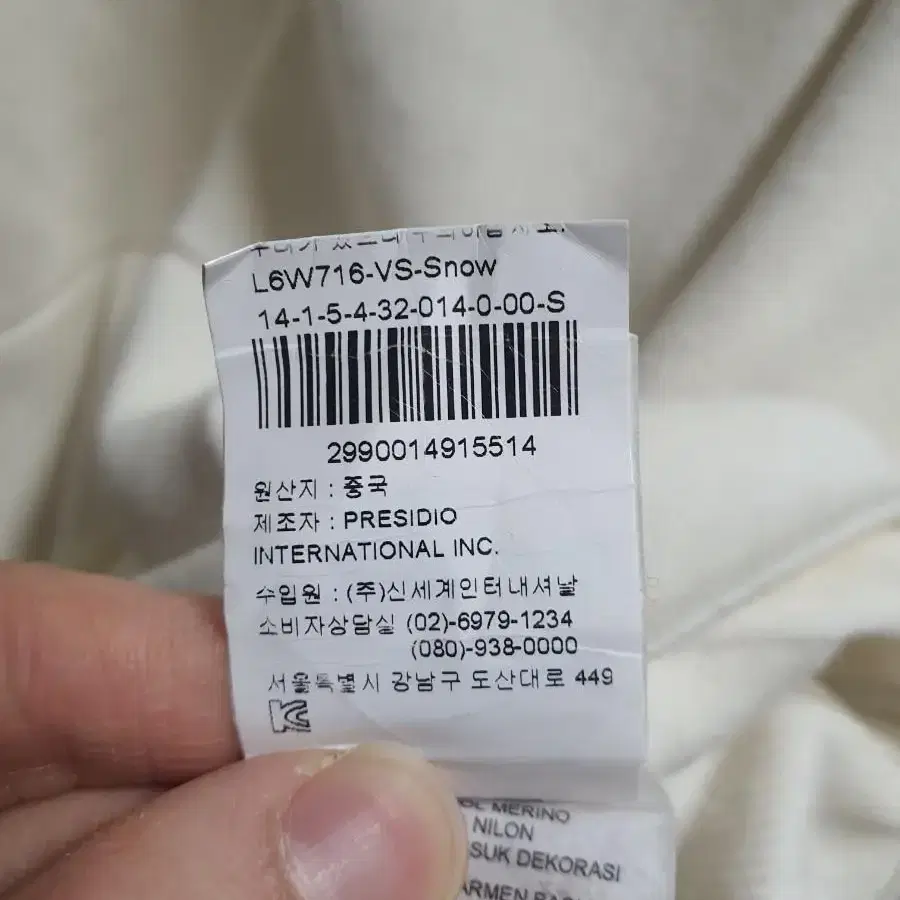 L6W716-VS-Snow
14-1-5-4-32-014-0-00-S
2990014915514
원산지 : 중국
제조자 : PRESIDIO
INTERNATIONAL INC.
수입원 : (주)신세계인터내셔날
소비자상담실 (02)-6979-1234
(080)-938-0000
서울특별시 강남구 도산대로 449
MERINO
NILON
DEKORASI